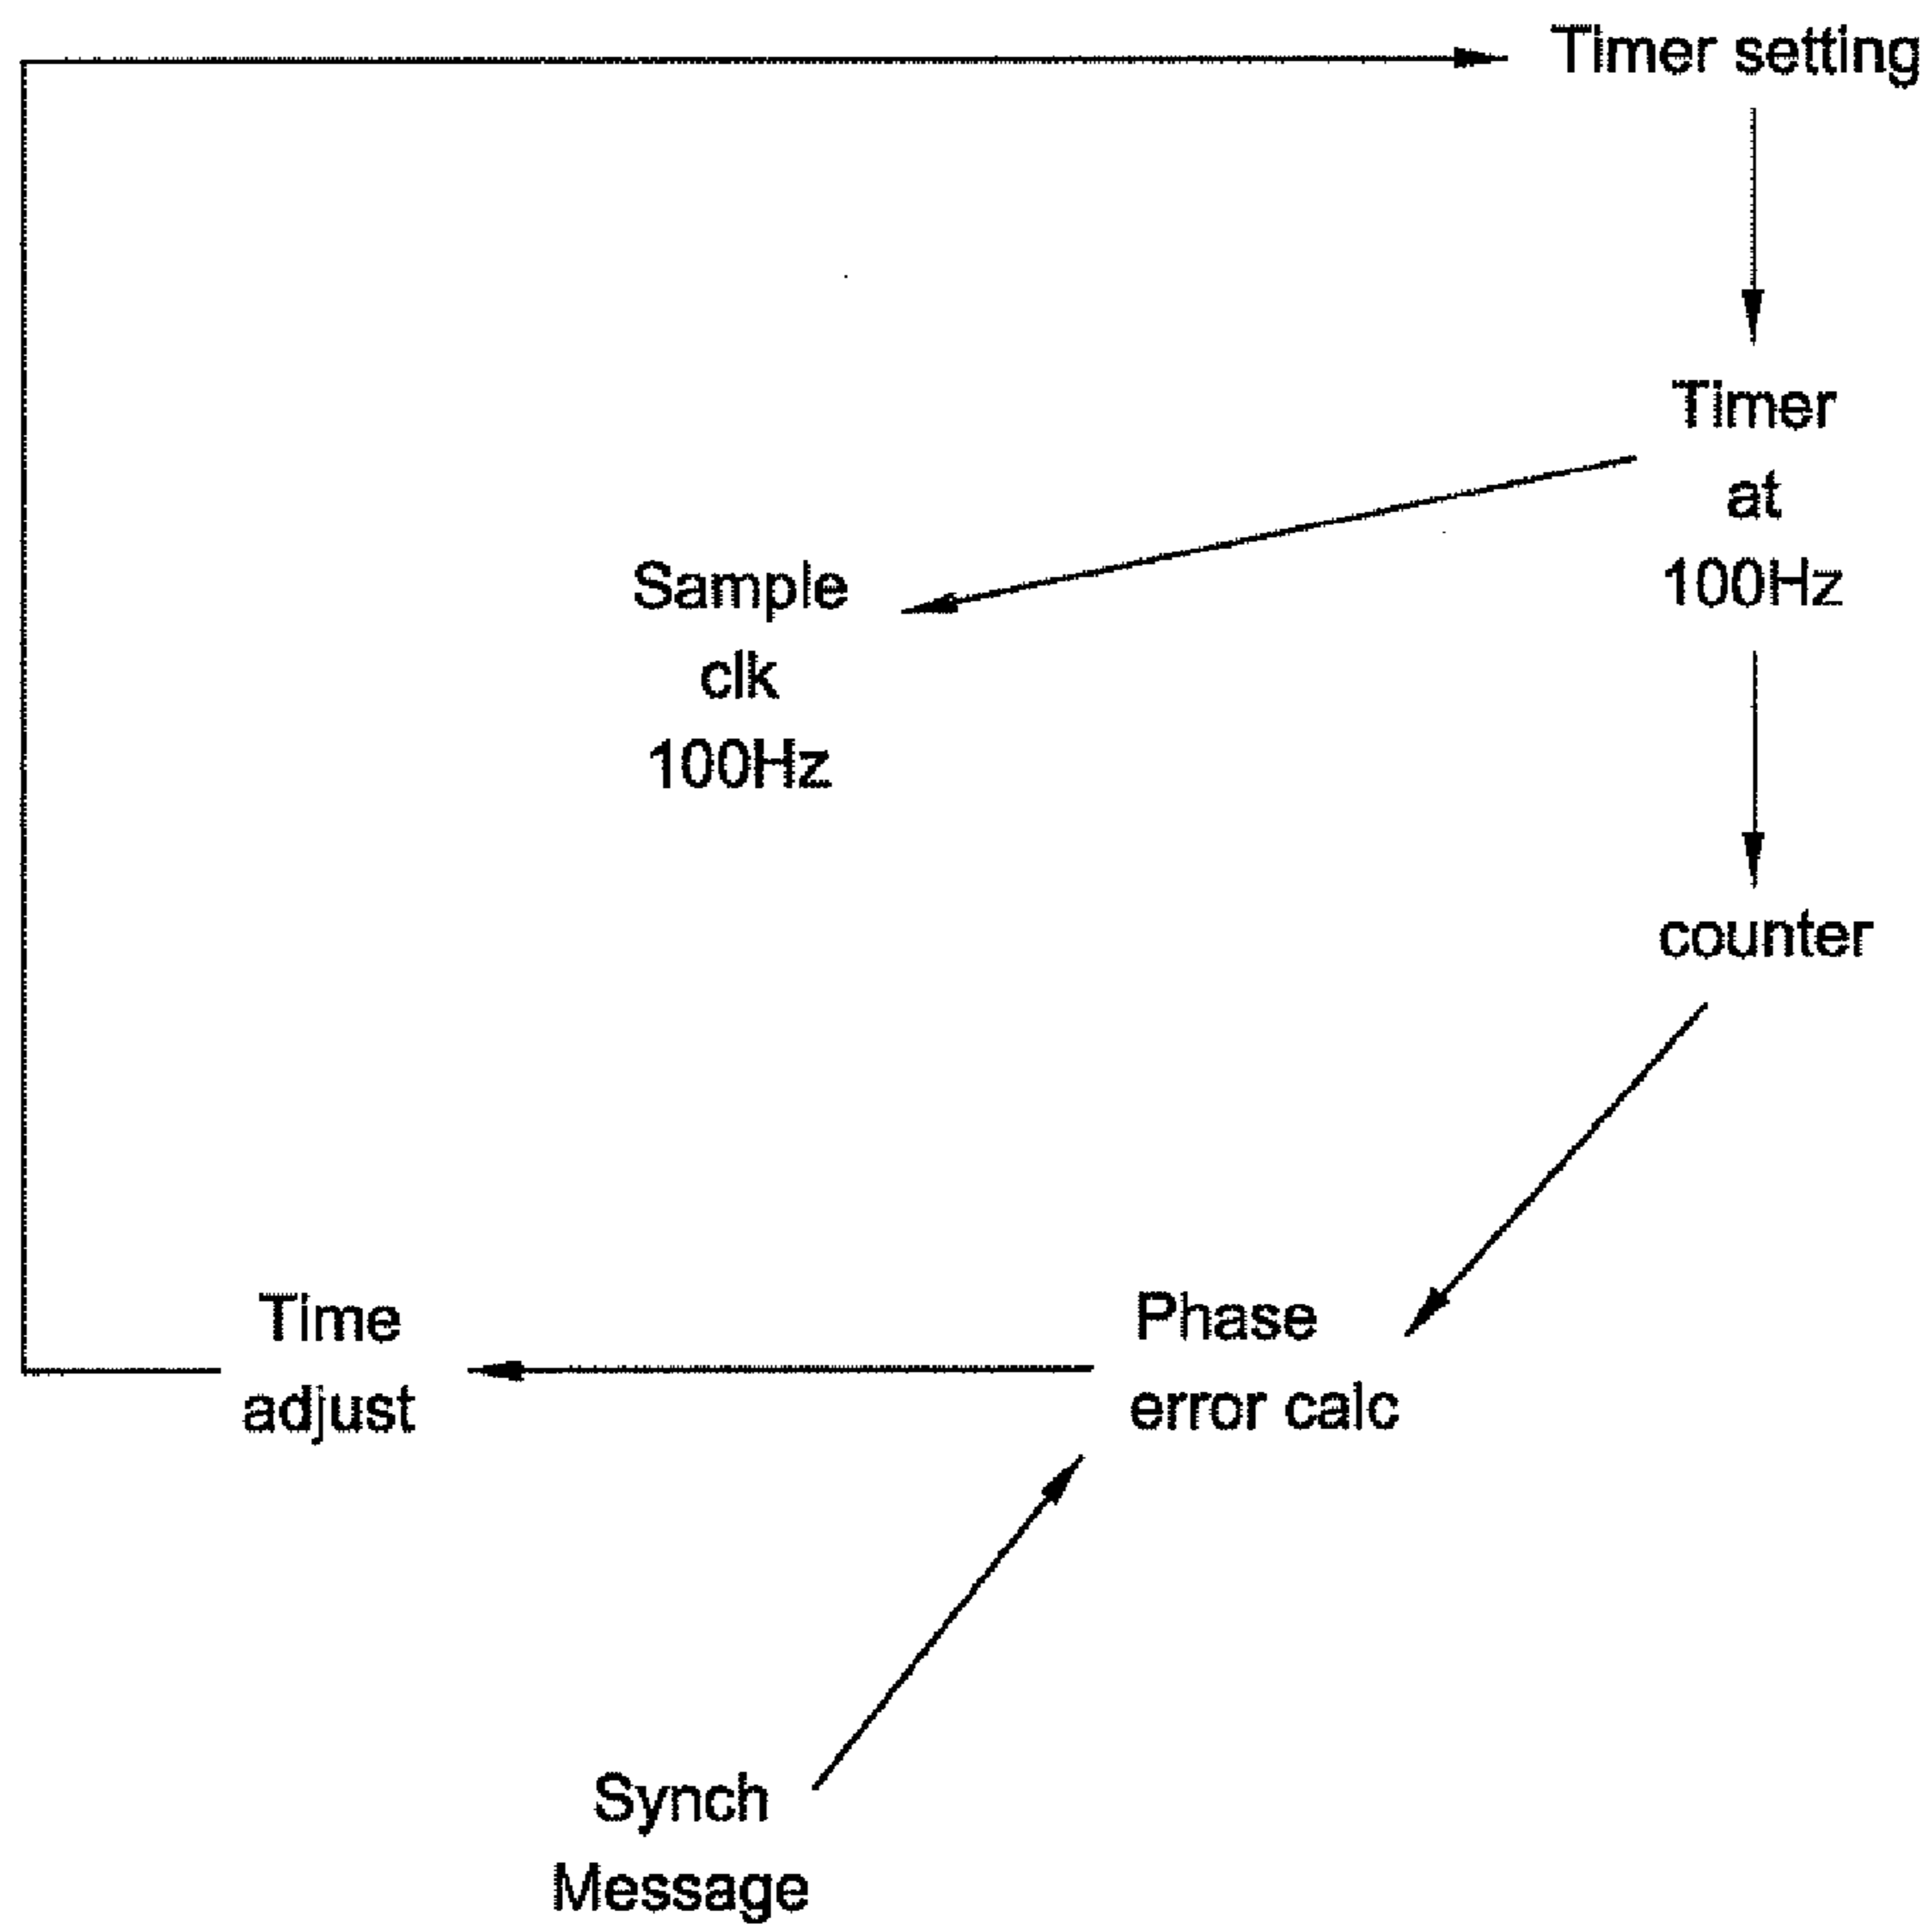 Timer setting
Timer
at
100Hz
Sample
clk
100Hz
counter
Time
adjust
Phase
error calc
Synch
Message